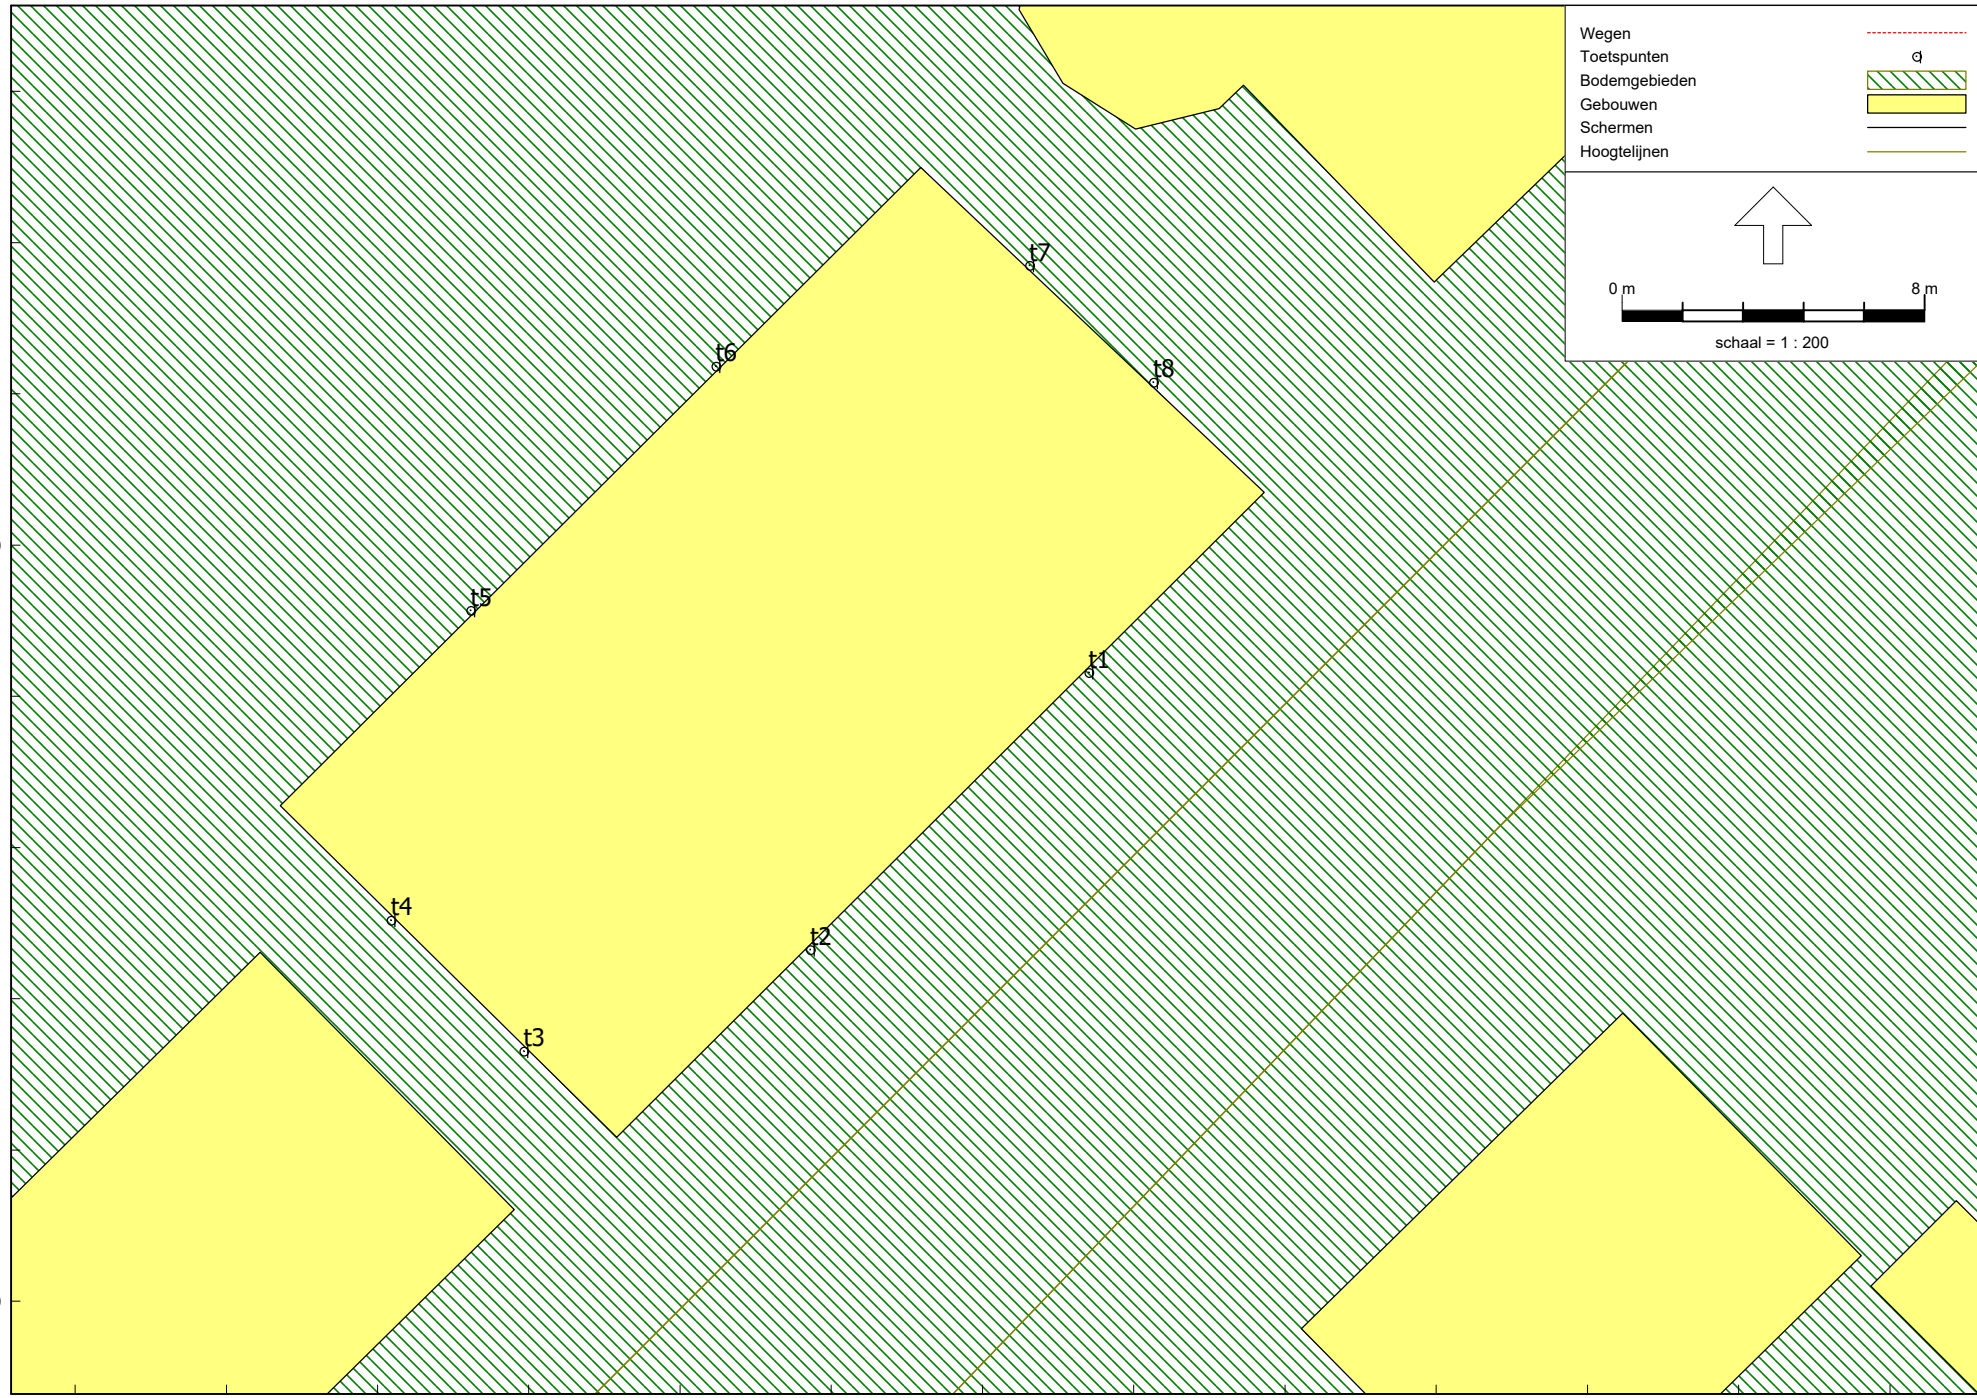 Wegen
Toetspunten
Bodemgebieden
Gebouwen
Schermen
Hoogtelijnen
0 m 8 m
schaal = 1 : 200
t7
t6
t8
t5
t1
t4
t2
t3